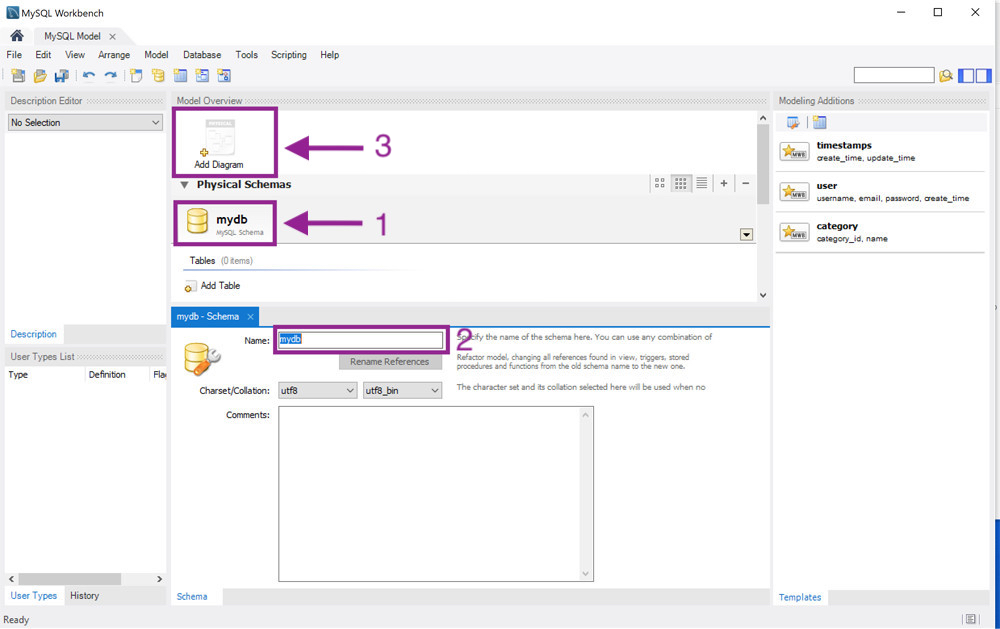 MySQL Workbench
MySQL Model
File Edit View Arrange Model Database Tools Scripting Help
Description Editor
No Selection
Description
User Types List
Type Definition Flag
User Types History
Model Overview
Add Diagram
3
Physical Schemas
mydb
MySQL Schema
1
Tables (0 items)
Add Table
mydb - Schema
Name: mydb
2
the name of the schema here. You can use any combination of
Rename References
Refactor model, changing all references found in view, triggers, stored
procedures and functions from the old schema name to the new one.
Charset/Collation: utf8 utf8_bin
The character set and its collation selected here will be used when no
Comments:
Schema
Modeling Additions
timestamps
create_time, update_time
user
username, email, password, create_time
category
category_id, name
Templates
Ready